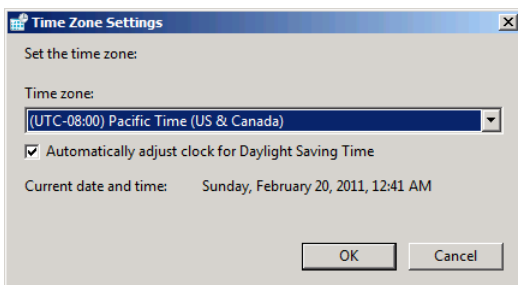 Time Zone Settings
Set the time zone:
Time zone:
(UTC-08:00) Pacific Time (US & Canada)
Automatically adjust clock for Daylight Saving Time
Current date and time: Sunday, February 20, 2011, 12:41 AM
OK Cancel